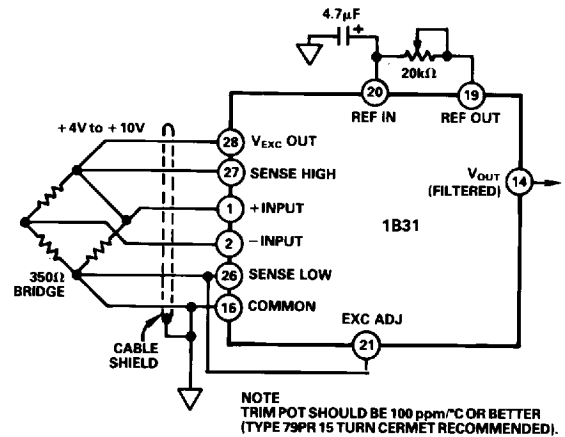 4.7µF
+
20kΩ
20
19
REF IN
REF OUT
+4V to +10V
28
VEXC OUT
27
SENSE HIGH
VOUT
(FILTERED)
14
1
+INPUT
1B31
2
−INPUT
350Ω
BRIDGE
26
SENSE LOW
16
COMMON
EXC ADJ
21
CABLE
SHIELD
NOTE
TRIM POT SHOULD BE 100 ppm/°C OR BETTER
(TYPE 79PR 15 TURN CERMET RECOMMENDED).